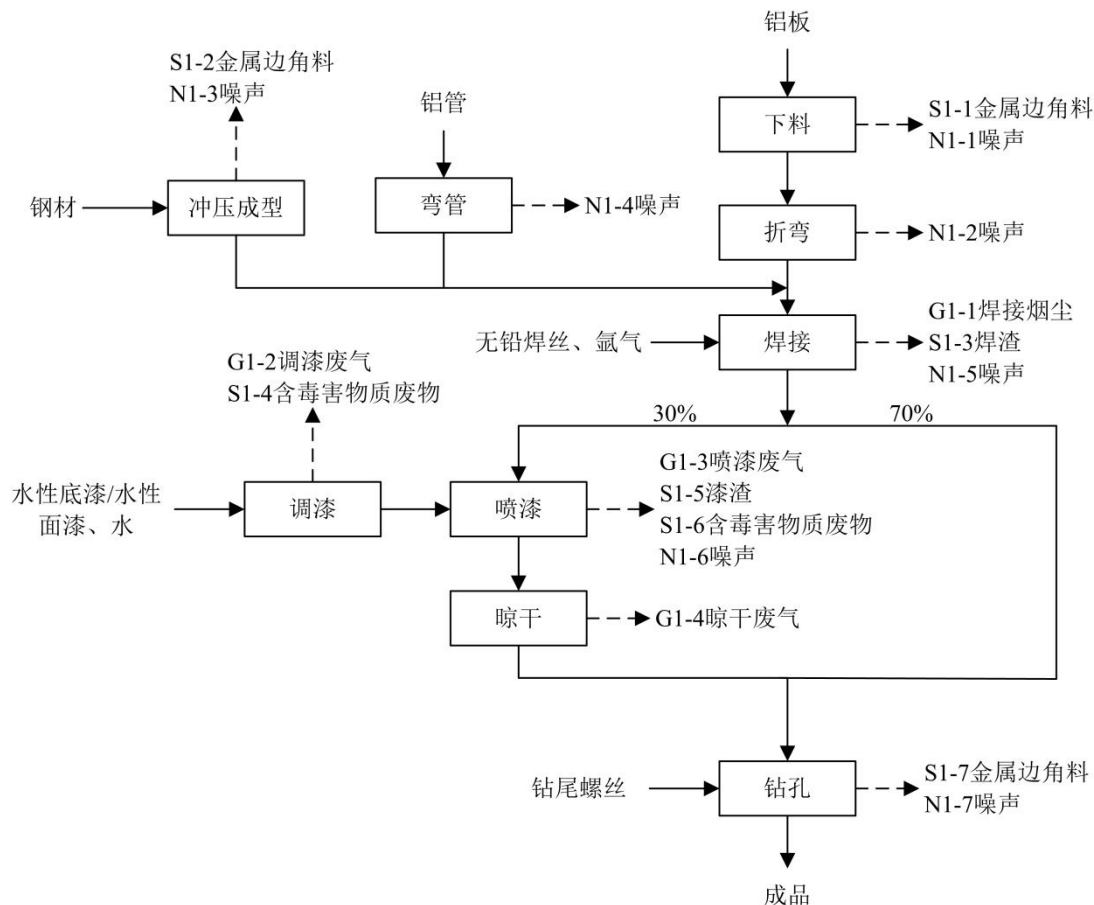 铝板
S1-2金属边角料
N1-3噪声
铝管
下料
S1-1金属边角料
N1-1噪声
钢材
冲压成型
弯管
N1-4噪声
折弯
N1-2噪声
无铅焊丝、氩气
焊接
G1-1焊接烟尘
S1-3焊渣
N1-5噪声
G1-2调漆废气
S1-4含毒害物质废物
30%
70%
水性底漆/水性
面漆、水
调漆
喷漆
G1-3喷漆废气
S1-5漆渣
S1-6含毒害物质废物
N1-6噪声
晾干
G1-4晾干废气
钻尾螺丝
钻孔
S1-7金属边角料
N1-7噪声
成品